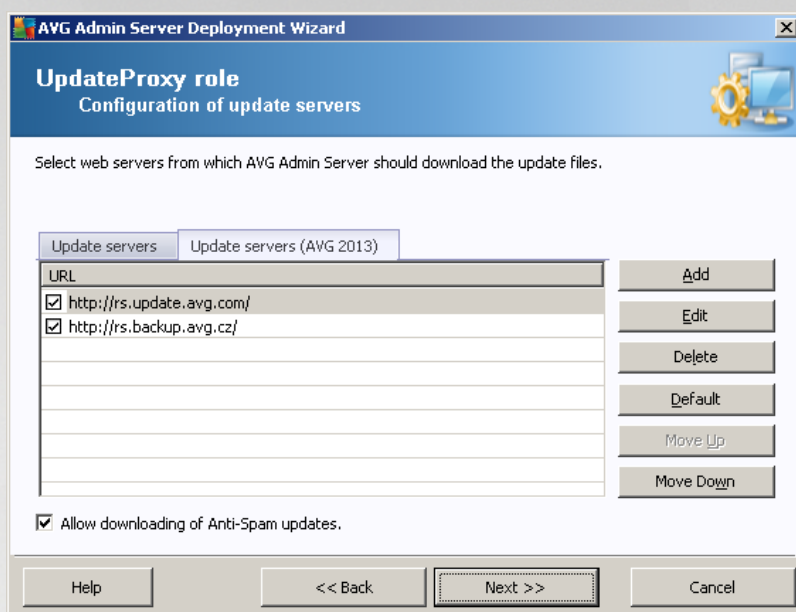 AVG Admin Server Deployment Wizard
UpdateProxy role
Configuration of update servers
Select web servers from which AVG Admin Server should download the update files.
Update servers
Update servers (AVG 2013)
URL
http://rs.update.avg.com/
http://rs.backup.avg.cz/
Add
Edit
Delete
Default
Move Up
Move Down
Allow downloading of Anti-Spam updates.
Help
<< Back
Next >>
Cancel